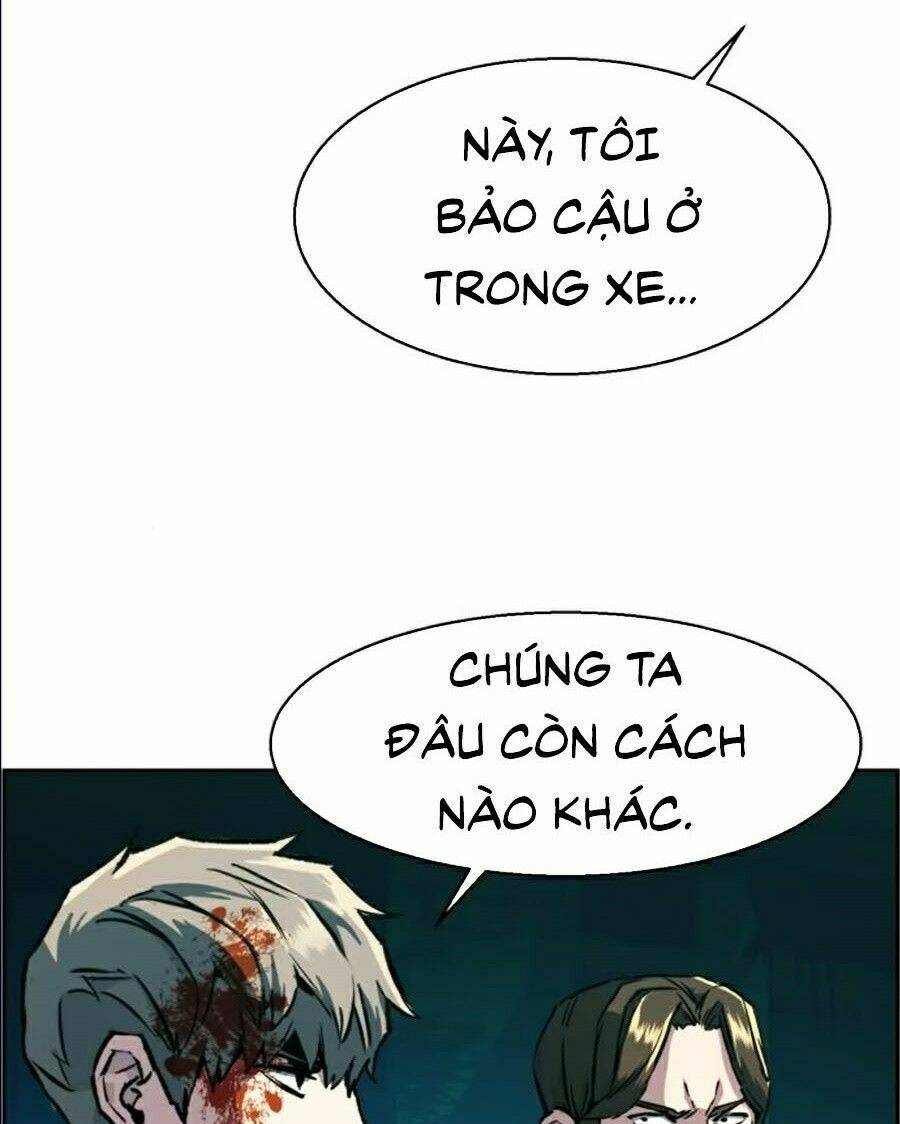 NÀY, TÔI
BẢO CẬU Ở
TRONG XE...
CHÚNG TA
ĐÂU CÒN CÁCH
NÀO KHÁC.